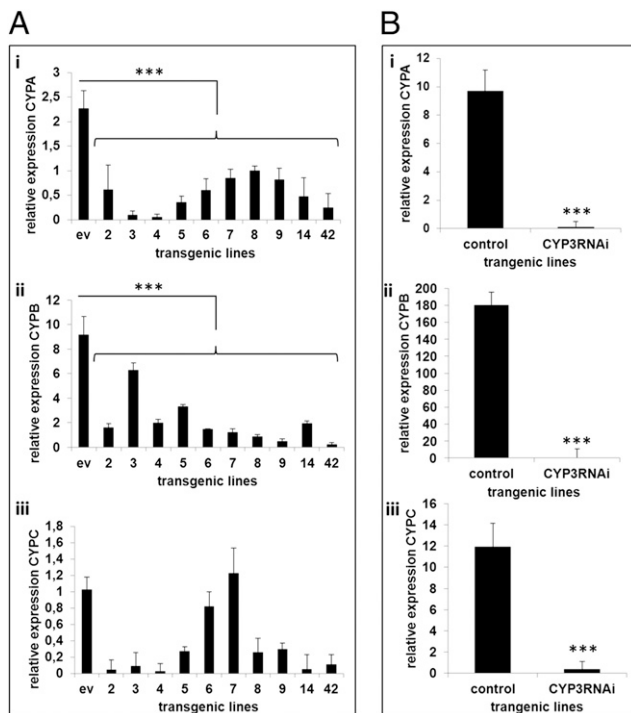 A
i
relative expression CYPA
3
2,5
2
1,5
1
0,5
0
***
ev 2 3 4 5 6 7 8 9 14 42
transgenic lines
ii
relative expression CYPB
12
10
8
6
4
2
0
***
ev 2 3 4 5 6 7 8 9 14 42
transgenic lines
iii
relative expression CYPC
1,8
1,6
1,4
1,2
1
0,8
0,6
0,4
0,2
0
ev 2 3 4 5 6 7 8 9 14 42
transgenic lines
B
i
relative expression CYPA
12
10
8
6
4
2
0
***
control CYP3RNAi
trangenic lines
ii
relative expression CYPB
200
180
160
140
120
100
80
60
40
20
0
***
control CYP3RNAi
trangenic lines
iii
relative expression CYPC
16
14
12
10
8
6
4
2
0
***
control CYP3RNAi
trangenic lines